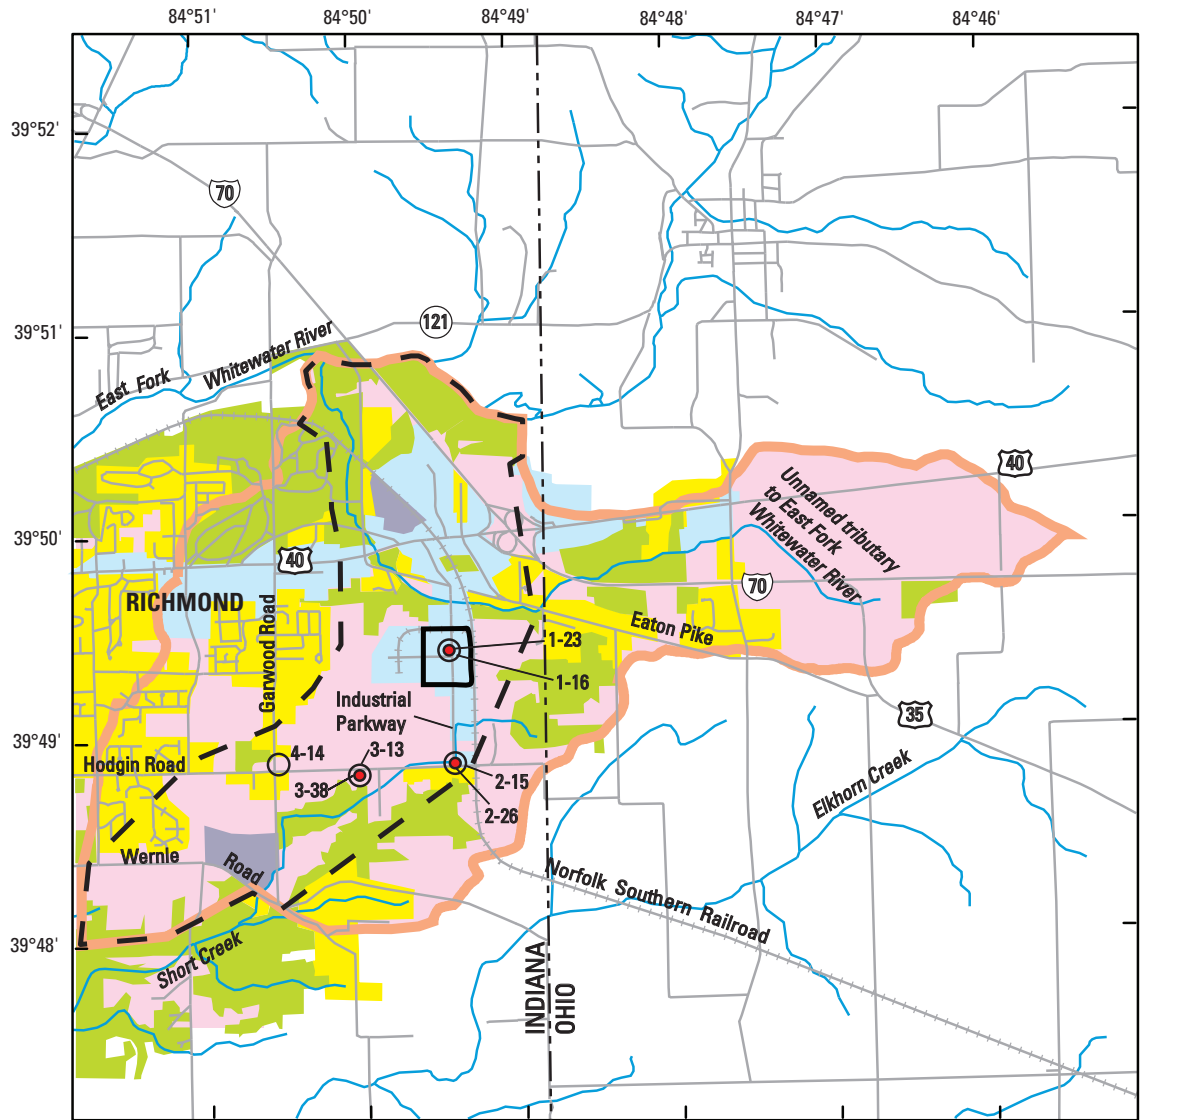 84°51' 84°50' 84°49' 84°48' 84°47' 84°46'
39°52'
70
39°51'
121
East Fork Whitewater River
40
Unnamed tributary
to East Fork
Whitewater River
39°50'
40
70
RICHMOND
Garwood Road
Eaton Pike
1-23
1-16
Industrial
Parkway
35
39°49'
4-14
3-13
Hodgin Road
3-38
2-15
2-26
Elkhorn Creek
Wernle Road
Norfolk Southern Railroad
39°48'
Short Creek
INDIANA
OHIO